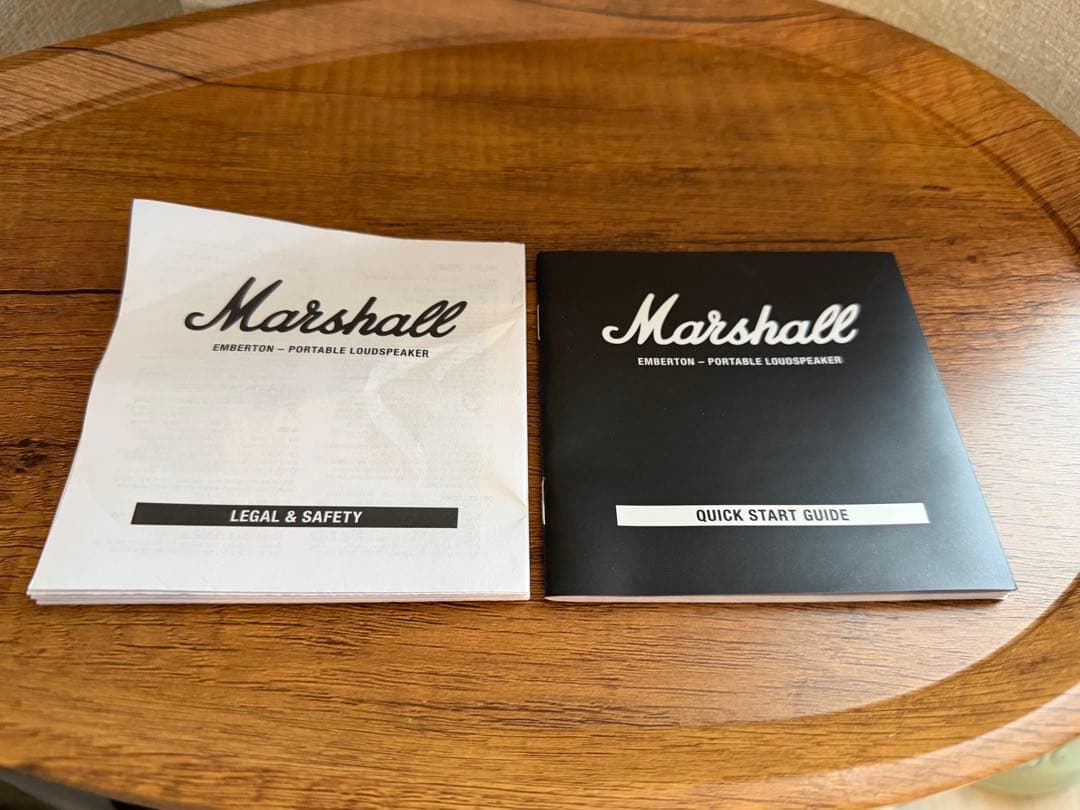 Marshall
EMBERTON – PORTABLE LOUDSPEAKER
LEGAL & SAFETY
Marshall
EMBERTON – PORTABLE LOUDSPEAKER
QUICK START GUIDE